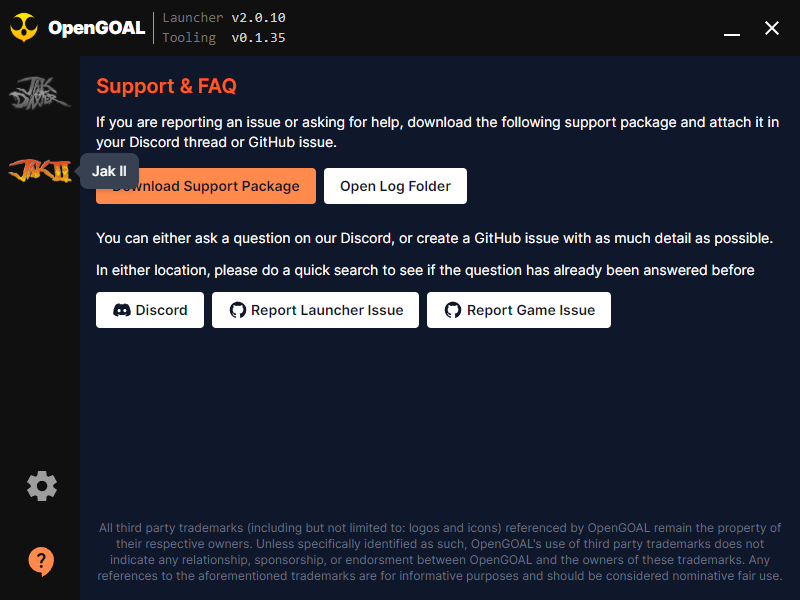 OpenGOAL
Launcher v2.0.10
Tooling v0.1.35
JAK
DAXTER
JAK II
Jak II
Support & FAQ
If you are reporting an issue or asking for help, download the following support package and attach it in
your Discord thread or GitHub issue.
Download Support Package
Open Log Folder
You can either ask a question on our Discord, or create a GitHub issue with as much detail as possible.
In either location, please do a quick search to see if the question has already been answered before
Discord
Report Launcher Issue
Report Game Issue
?
All third party trademarks (including but not limited to: logos and icons) referenced by OpenGOAL remain the property of
their respective owners. Unless specifically identified as such, OpenGOAL's use of third party trademarks does not
indicate any relationship, sponsorship, or endorsment between OpenGOAL and the owners of these trademarks. Any
references to the aforementioned trademarks are for informative purposes and should be considered nominative fair use.